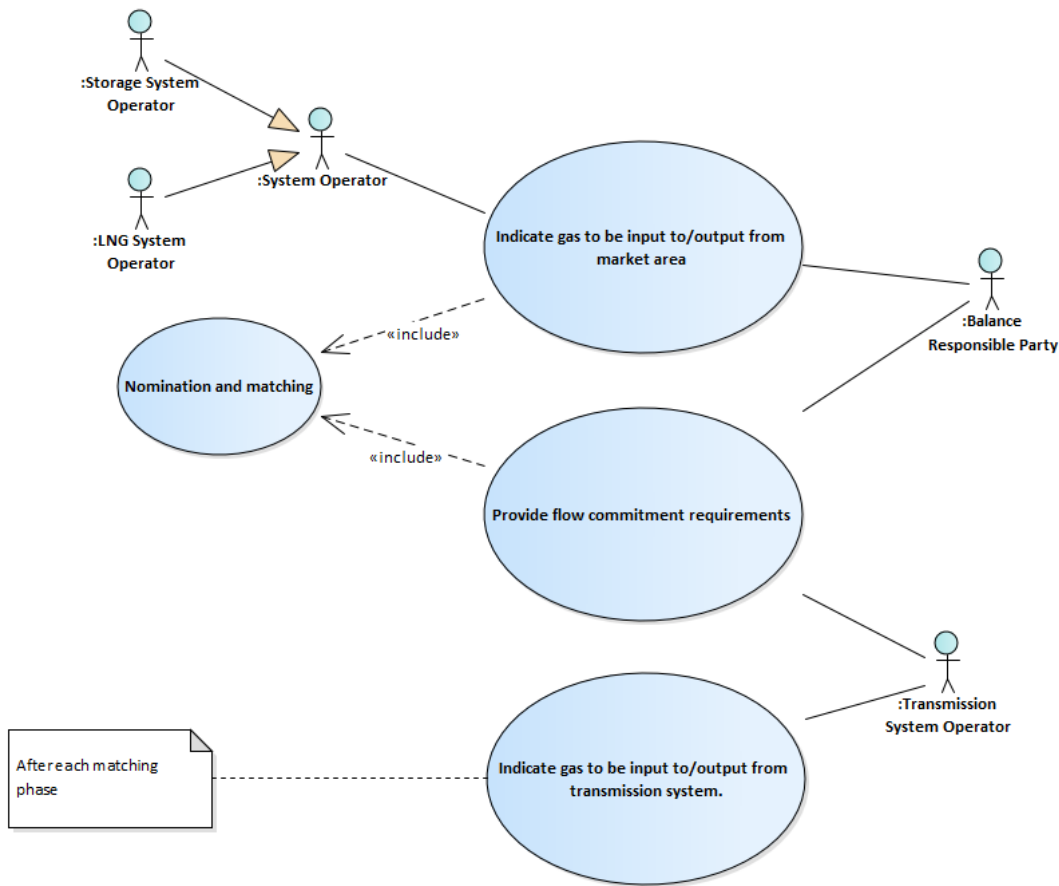 :Storage System
Operator
:System Operator
:LNG System
Operator
Indicate gas to be input to/output from
market area
:Balance
Responsible Party
«include»
Nomination and matching
«include»
Provide flow commitment requirements
:Transmission
System Operator
After each matching
phase
Indicate gas to be input to/output from
transmission system.